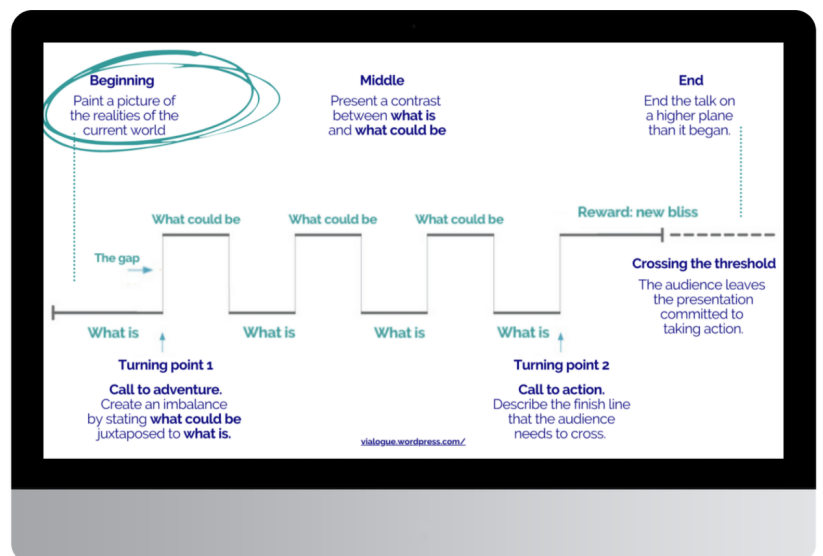 Beginning
Paint a picture of
the realities of the
current world
Middle
Present a contrast
between what is
and what could be
End
End the talk on
a higher plane
than it began.
What could be
What could be
What could be
Reward: new bliss
The gap
Crossing the threshold
The audience leaves
the presentation
committed to
taking action.
What is
What is
What is
What is
Turning point 1
Call to adventure.
Create an imbalance
by stating what could be
juxtaposed to what is.
Turning point 2
Call to action.
Describe the finish line
that the audience
needs to cross.
vialogue.wordpress.com/